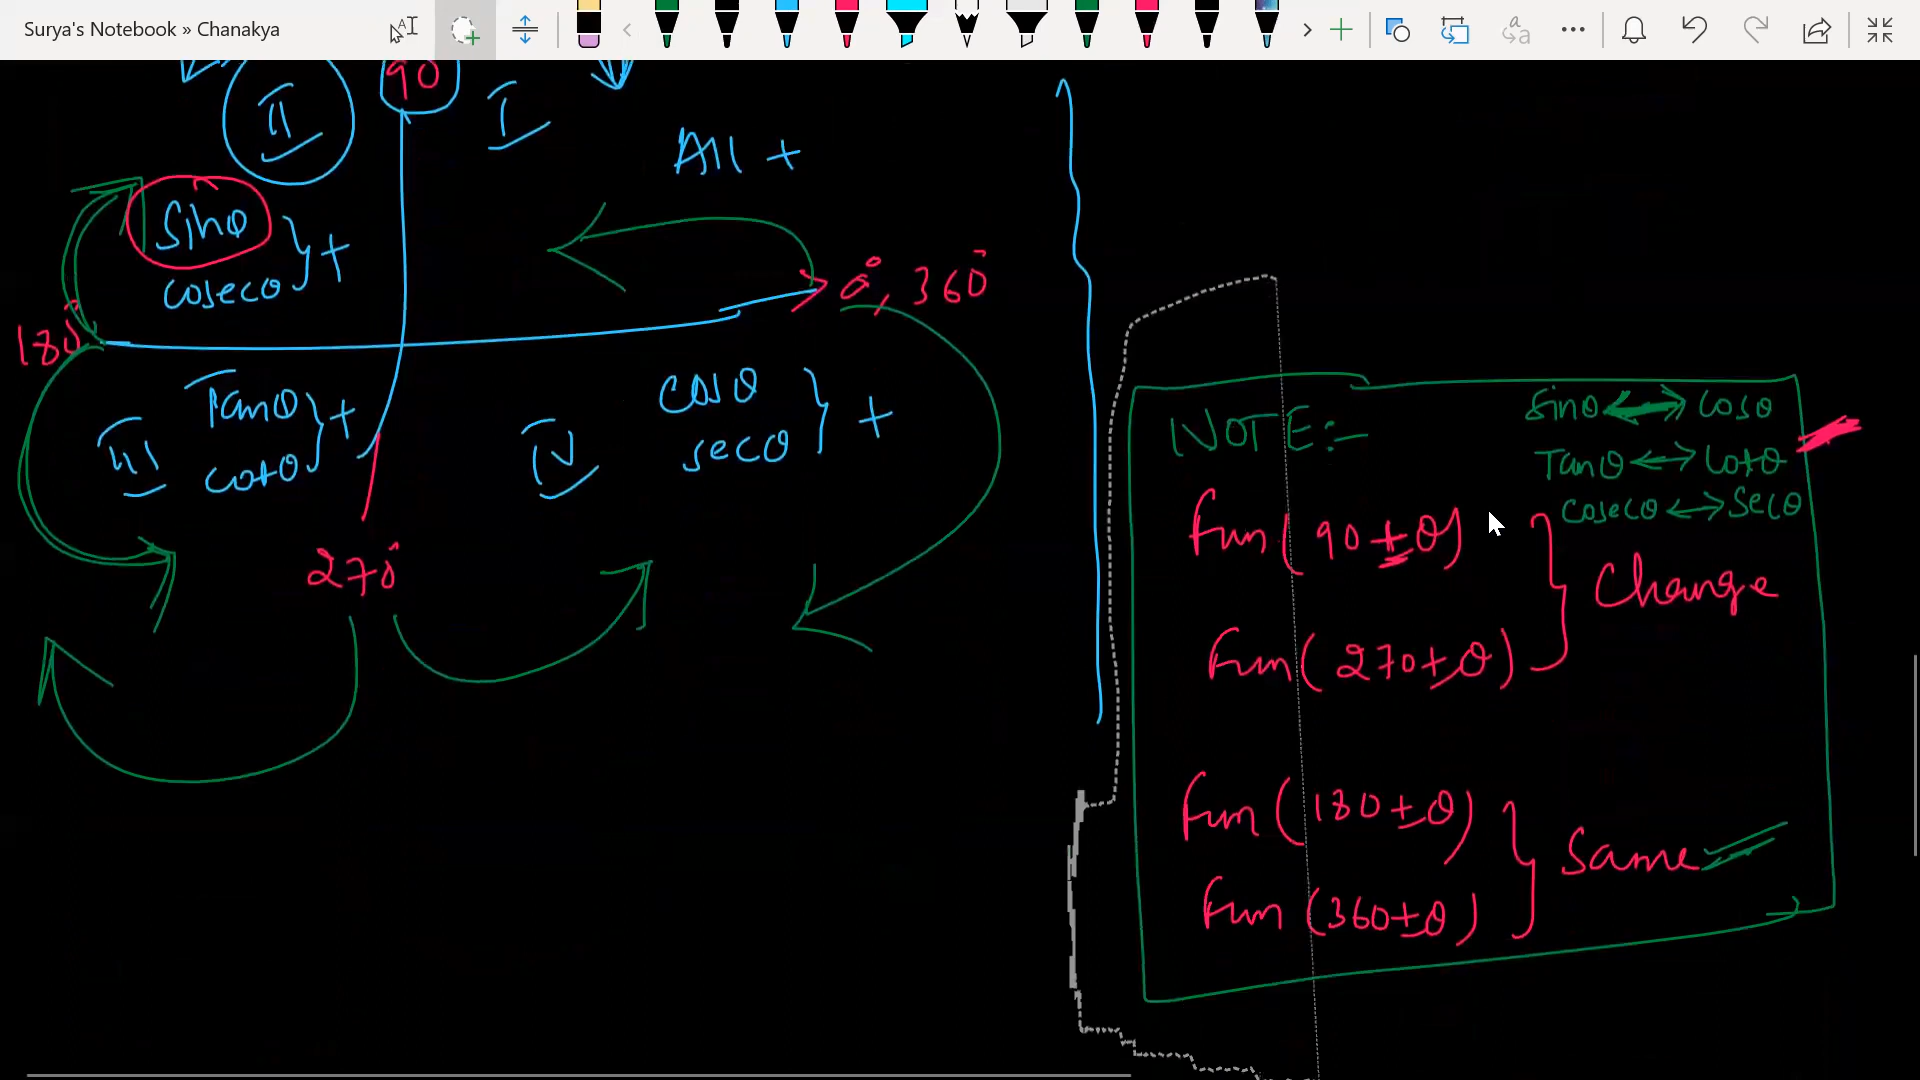 Surya's Notebook » Chanakya
90
II
I
All +
Sinθ
cosecθ } +
0°, 360°
180°
Tanθ
cotθ } +
III
IV
cosθ
secθ } +
270°
NOTE:-
Sinθ ↔ cosθ
Tanθ ↔ cotθ
cosecθ ↔ secθ
Fun(90±θ)
Fun(270±θ)
} Change
Fun(180±θ)
Fun(360±θ)
} Same